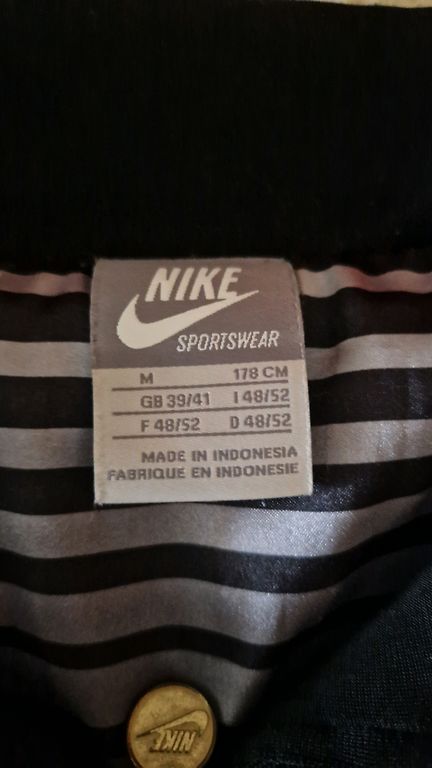 NIKE
SPORTSWEAR
M 178 CM
GB 39/41 I 48/52
F 48/52 D 48/52
MADE IN INDONESIA
FABRIQUE EN INDONESIE
NIKE